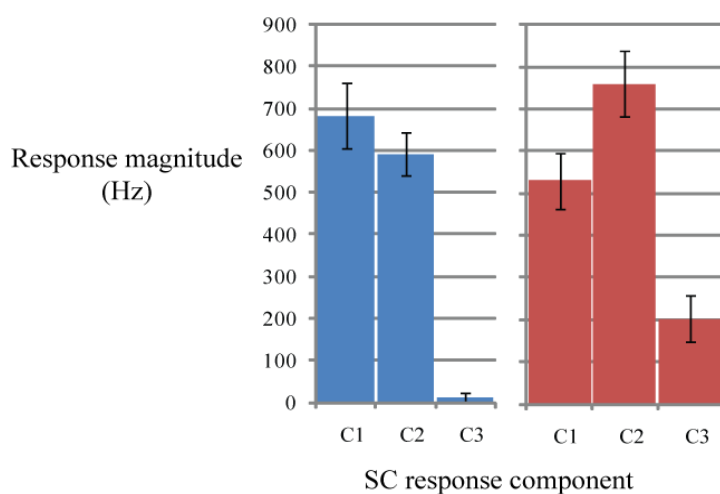 900
800
700
600
500
400
300
200
100
0
Response magnitude
(Hz)
C1 C2 C3 C1 C2 C3
SC response component